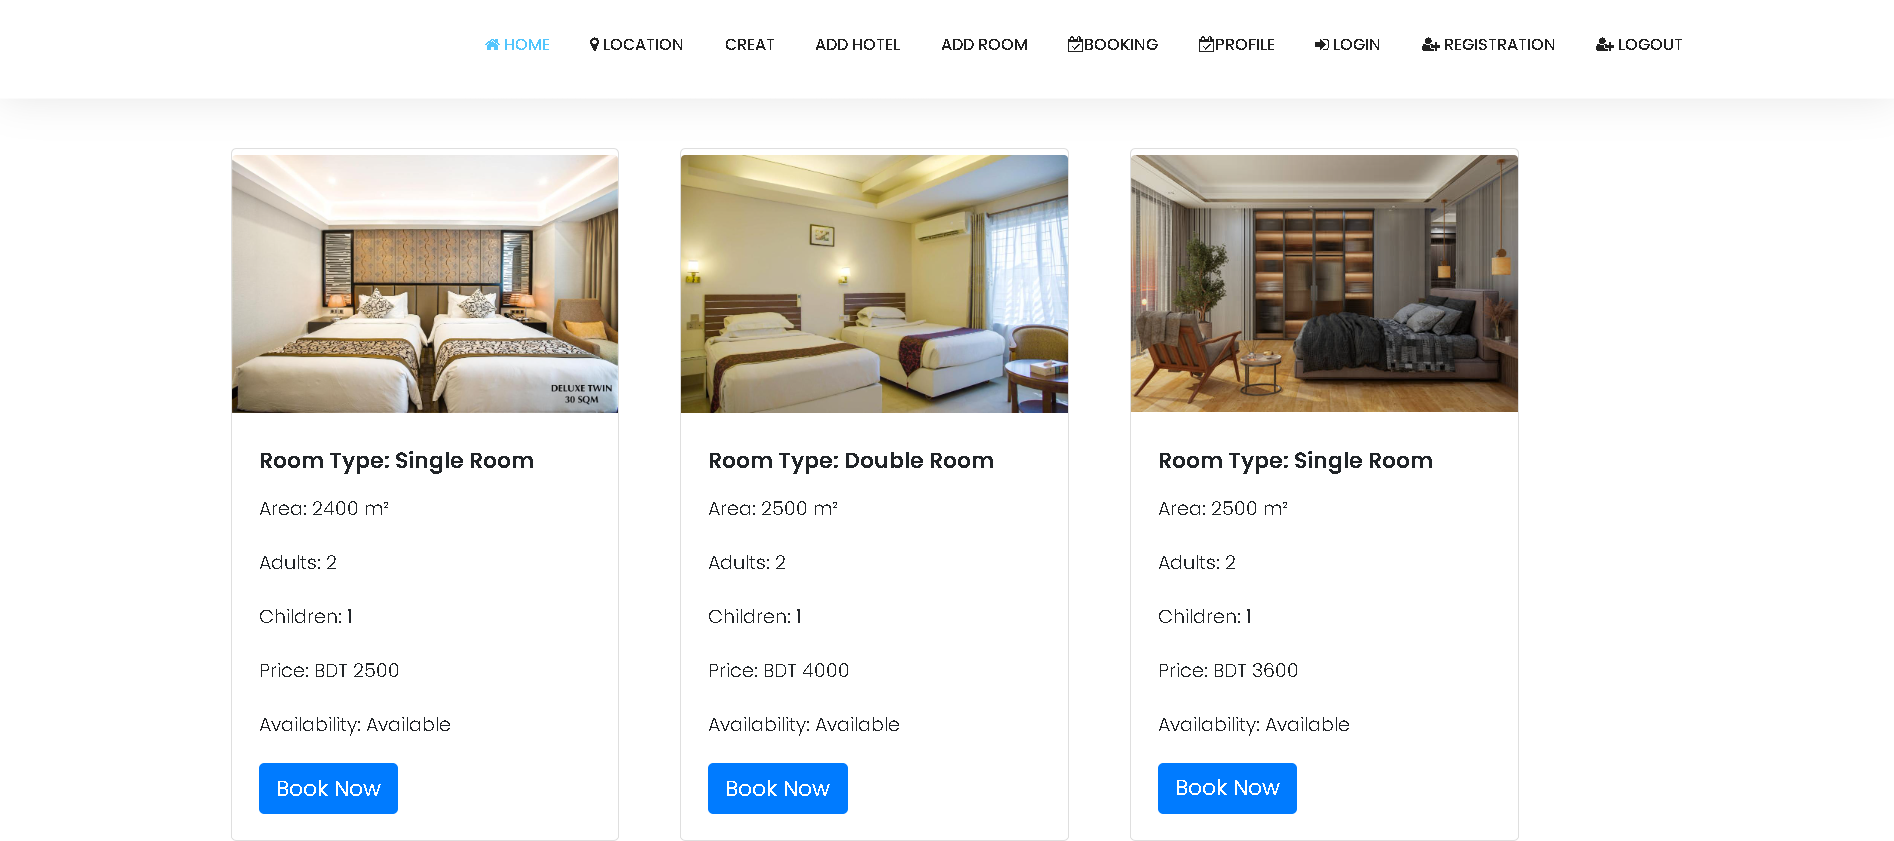 HOME LOCATION CREAT ADD HOTEL ADD ROOM BOOKING PROFILE LOGIN REGISTRATION LOGOUT
DELUXE TWIN
30 SQM
Room Type: Single Room
Area: 2400 m²
Adults: 2
Children: 1
Price: BDT 2500
Availability: Available
Book Now
Room Type: Double Room
Area: 2500 m²
Adults: 2
Children: 1
Price: BDT 4000
Availability: Available
Book Now
Room Type: Single Room
Area: 2500 m²
Adults: 2
Children: 1
Price: BDT 3600
Availability: Available
Book Now